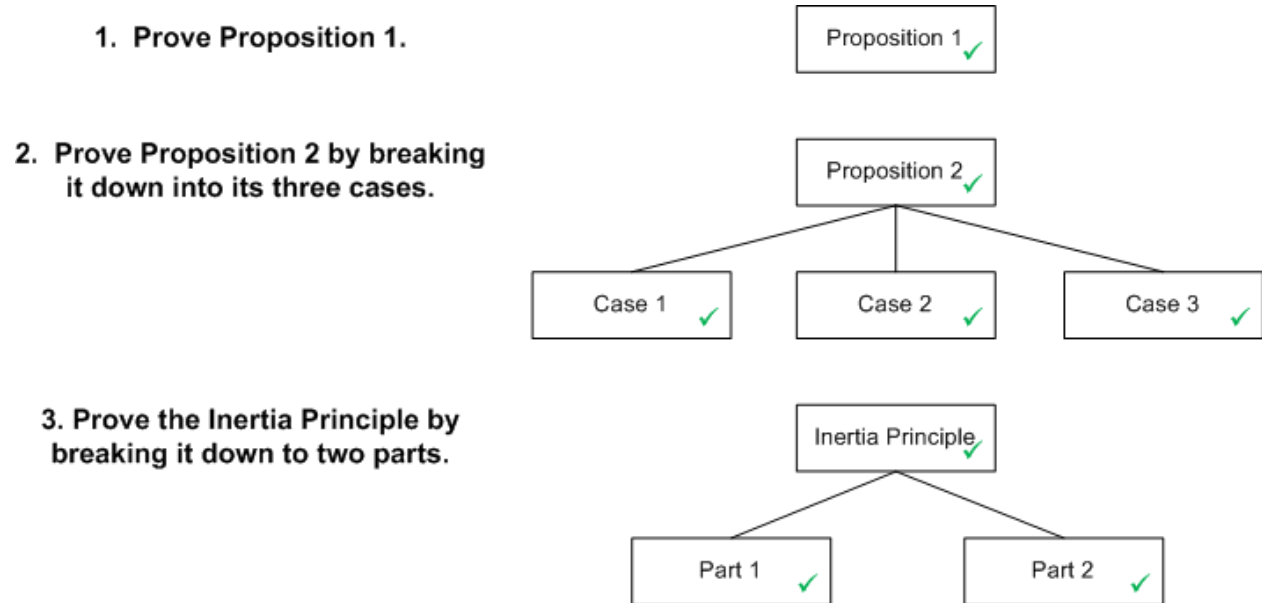 1.  Prove Proposition 1.
Proposition 1
2.  Prove Proposition 2 by breaking
it down into its three cases.
Proposition 2
Case 1
Case 2
Case 3
3. Prove the Inertia Principle by
breaking it down to two parts.
Inertia Principle
Part 1
Part 2